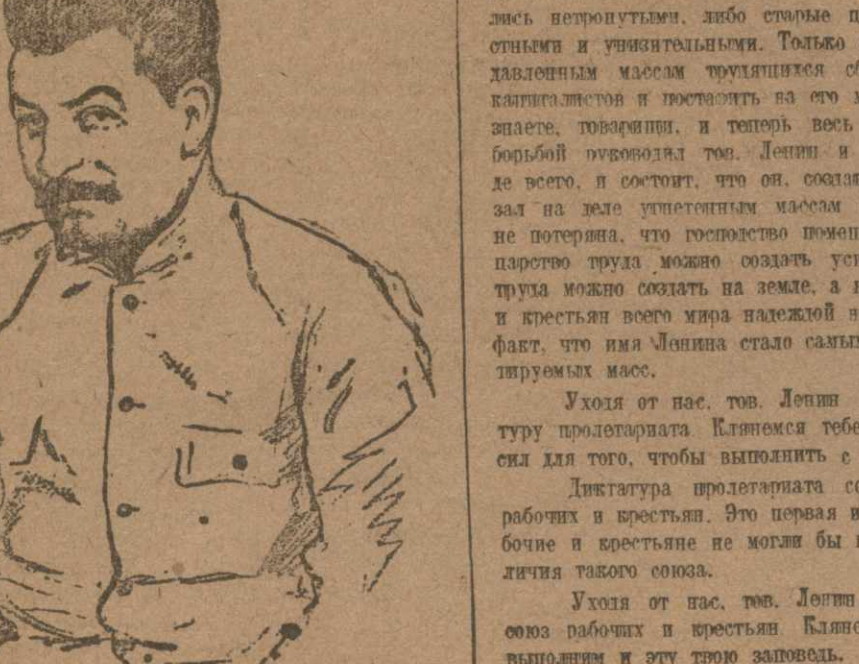 лись нетронутыми, либо старые п
стными и унизительными. Только
давленным массам трудящихся сб
капиталистов и поставить на его м
знаете, товарищи, и теперь весь
борьбой руководил тов. Ленин и
де всего, и состоит, что он, создав
зал на деле угнетенным массам
не потеряна, что господство помещ
царство труда можно создать уси
труда можно создать на земле, а н
и крестьян всего мира надеждой н
факт, что имя Ленина стало самым
тируемых масс.
Уходя от нас, тов. Ленин
туру пролетариата. Клянемся тебе
сил для того, чтобы выполнить с
Диктатура пролетариата со
рабочих и крестьян. Это первая и
бочие и крестьяне не могли бы
личия такого союза.
Уходя от нас, тов. Ленин
союз рабочих и крестьян. Кляне
выполним и эту твою заповедь.